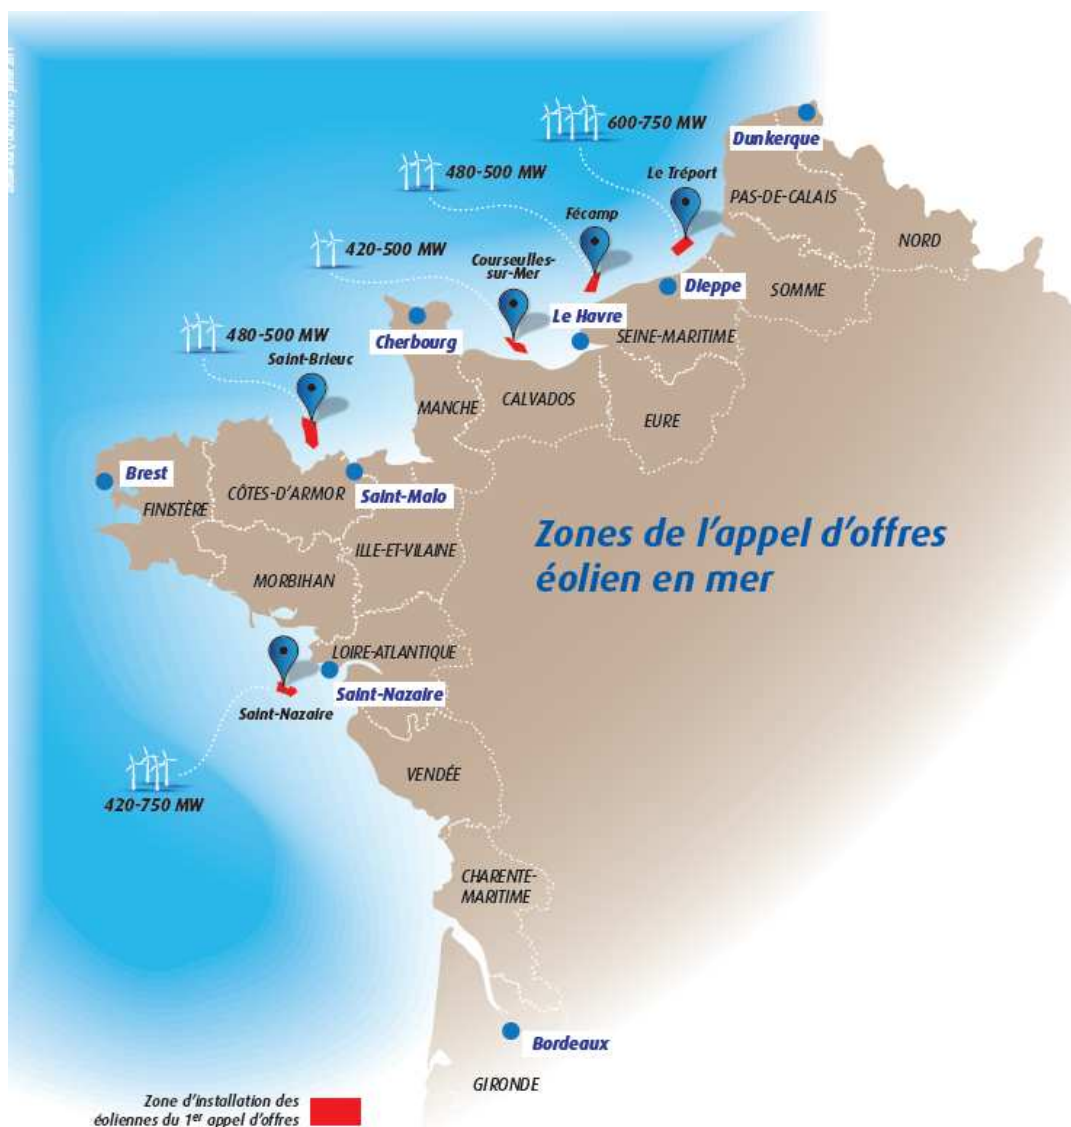 600-750 MW
Dunkerque
480-500 MW
Le Tréport
PAS-DE-CALAIS
Fécamp
NORD
420-500 MW
Courseulles-
sur-Mer
Dieppe
SOMME
Le Havre
480-500 MW
Cherbourg
SEINE-MARITIME
Saint-Brieuc
MANCHE
CALVADOS
EURE
Brest
CÔTES-D'ARMOR
Saint-Malo
FINISTÈRE
Zones de l'appel d'offres
éolien en mer
ILLE-ET-VILAINE
MORBIHAN
LOIRE-ATLANTIQUE
Saint-Nazaire
Saint-Nazaire
VENDÉE
420-750 MW
CHARENTE-
MARITIME
Bordeaux
GIRONDE
Zone d'installation des
éoliennes du 1er appel d'offres